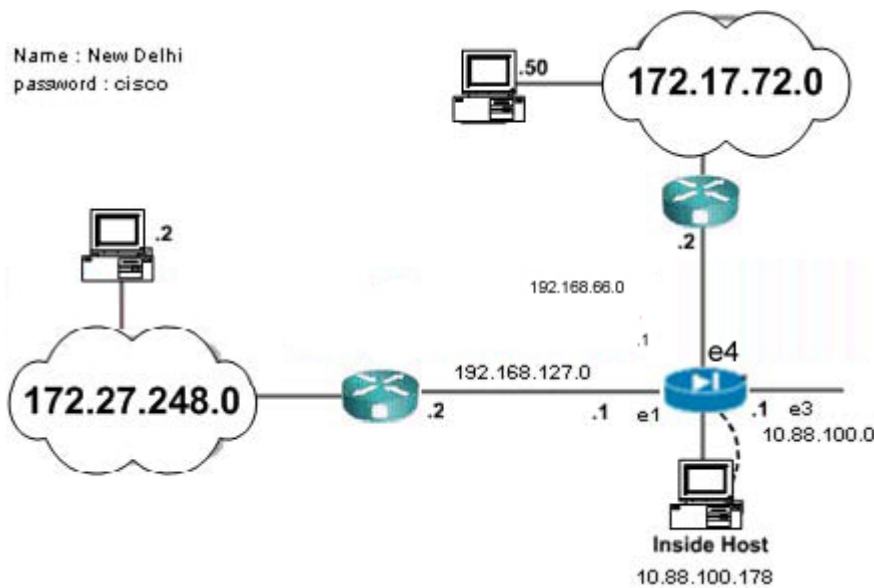 Name : New Delhi
password : cisco
.50
172.17.72.0
.2
.2
192.168.66.0
.1
e4
192.168.127.0
172.27.248.0
.2
.1
e1
.1
e3
10.88.100.0
Inside Host
10.88.100.178